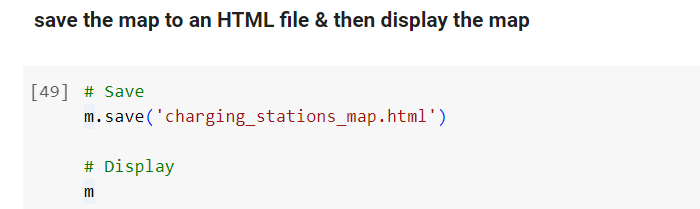 save the map to an HTML file & then display the map
[49] # Save
m.save('charging_stations_map.html')
# Display
m